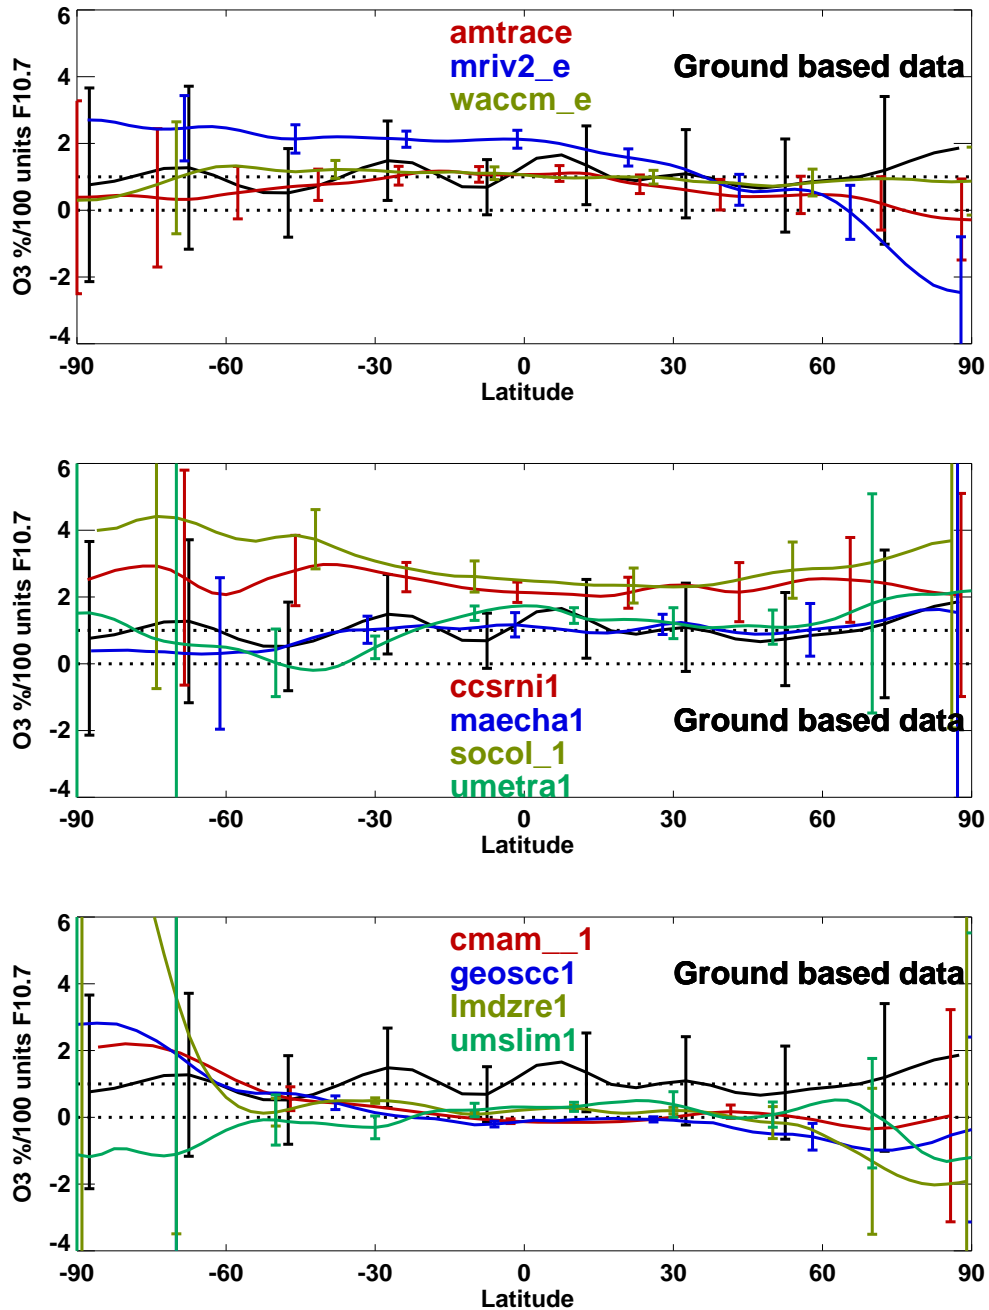 6
amtrace
mriv2_e
Ground based data
waccm_e
4
2
0
-2
-4
O3 %/100 units F10.7
-90 -60 -30 0 30 60 90
Latitude
6
4
2
0
-2
-4
O3 %/100 units F10.7
ccsrni1
maecha1
Ground based data
socol_1
umetra1
-90 -60 -30 0 30 60 90
Latitude
6
cmam__1
geoscc1
Ground based data
lmdzre1
umslim1
4
2
0
-2
-4
O3 %/100 units F10.7
-90 -60 -30 0 30 60 90
Latitude